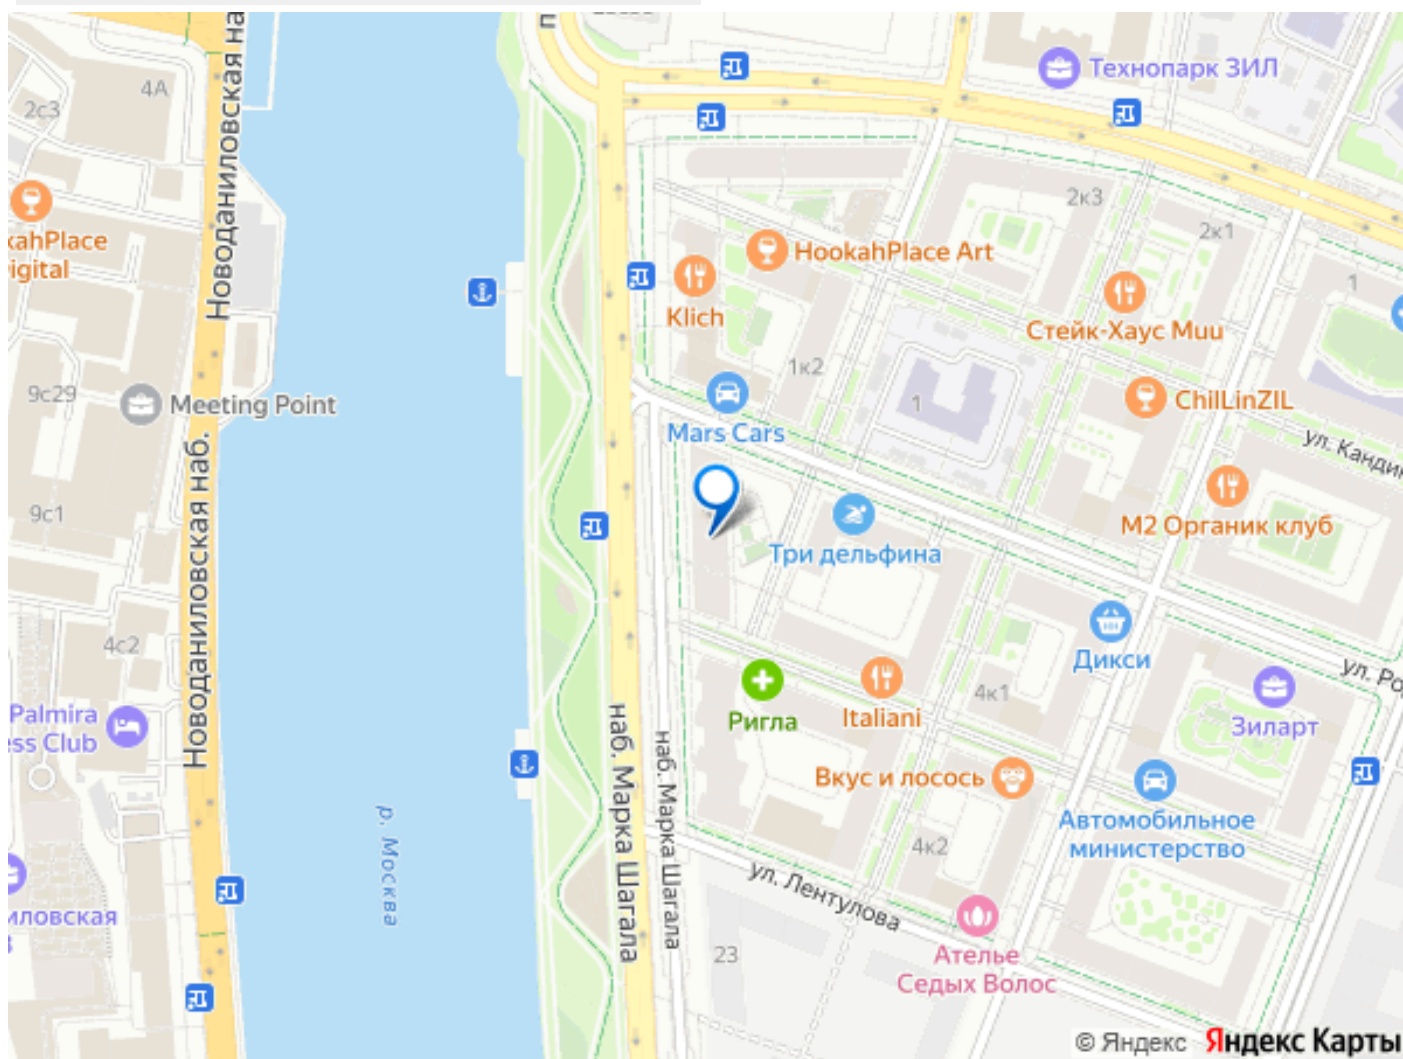 Новоданиловская на
4А
2с3
Технопарк ЗИЛ
2к3
2к1
1
kahPlace
igital
HookahPlace Art
Klich
Стейк-Хаус Muu
1к2
9с29
Meeting Point
1
ChilLinZIL
Mars Cars
ул. Кандин
Новоданиловская наб.
9с1
М2 Органик клуб
Три дельфина
4с2
Дикси
ул. Ро
4к1
Palmira
ss Club
Ригла
Italiani
Зиларт
наб. Марка Шагала
наб. Марка Шагала
Вкус и лосось
р. Москва
Автомобильное
министерство
4к2
ул. Лентулова
иловская
23
Ателье
Седых Волос
© Яндекс Яндекс Карты